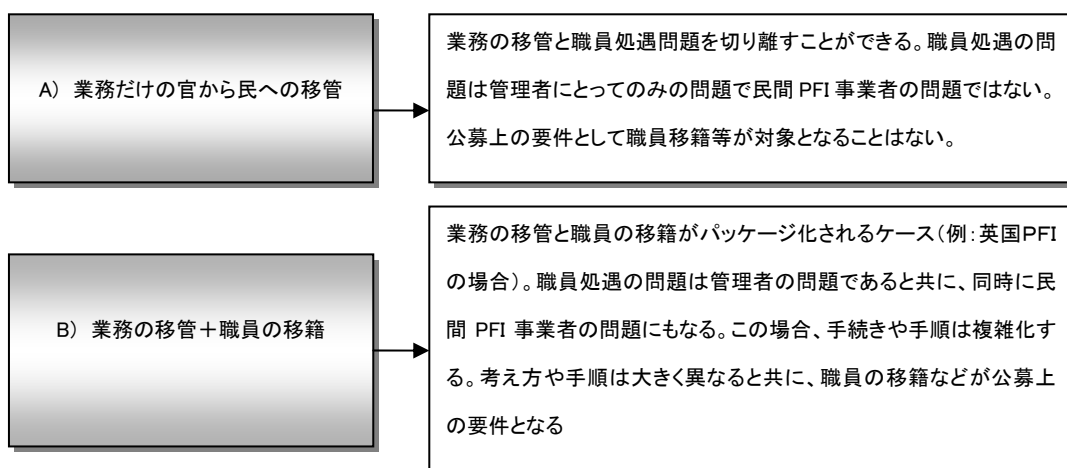 A) 業務だけの官から民への移管
業務の移管と職員処遇問題を切り離すことができる。職員処遇の問
題は管理者にとってのみの問題で民間 PFI 事業者の問題ではない。
公募上の要件として職員移籍等が対象となることはない。
B) 業務の移管＋職員の移籍
業務の移管と職員の移籍がパッケージ化されるケース(例：英国PFI
の場合)。職員処遇の問題は管理者の問題であると共に、同時に民
間 PFI 事業者の問題にもなる。この場合、手続きや手順は複雑化す
る。考え方や手順は大きく異なると共に、職員の移籍などが公募上
の要件となる